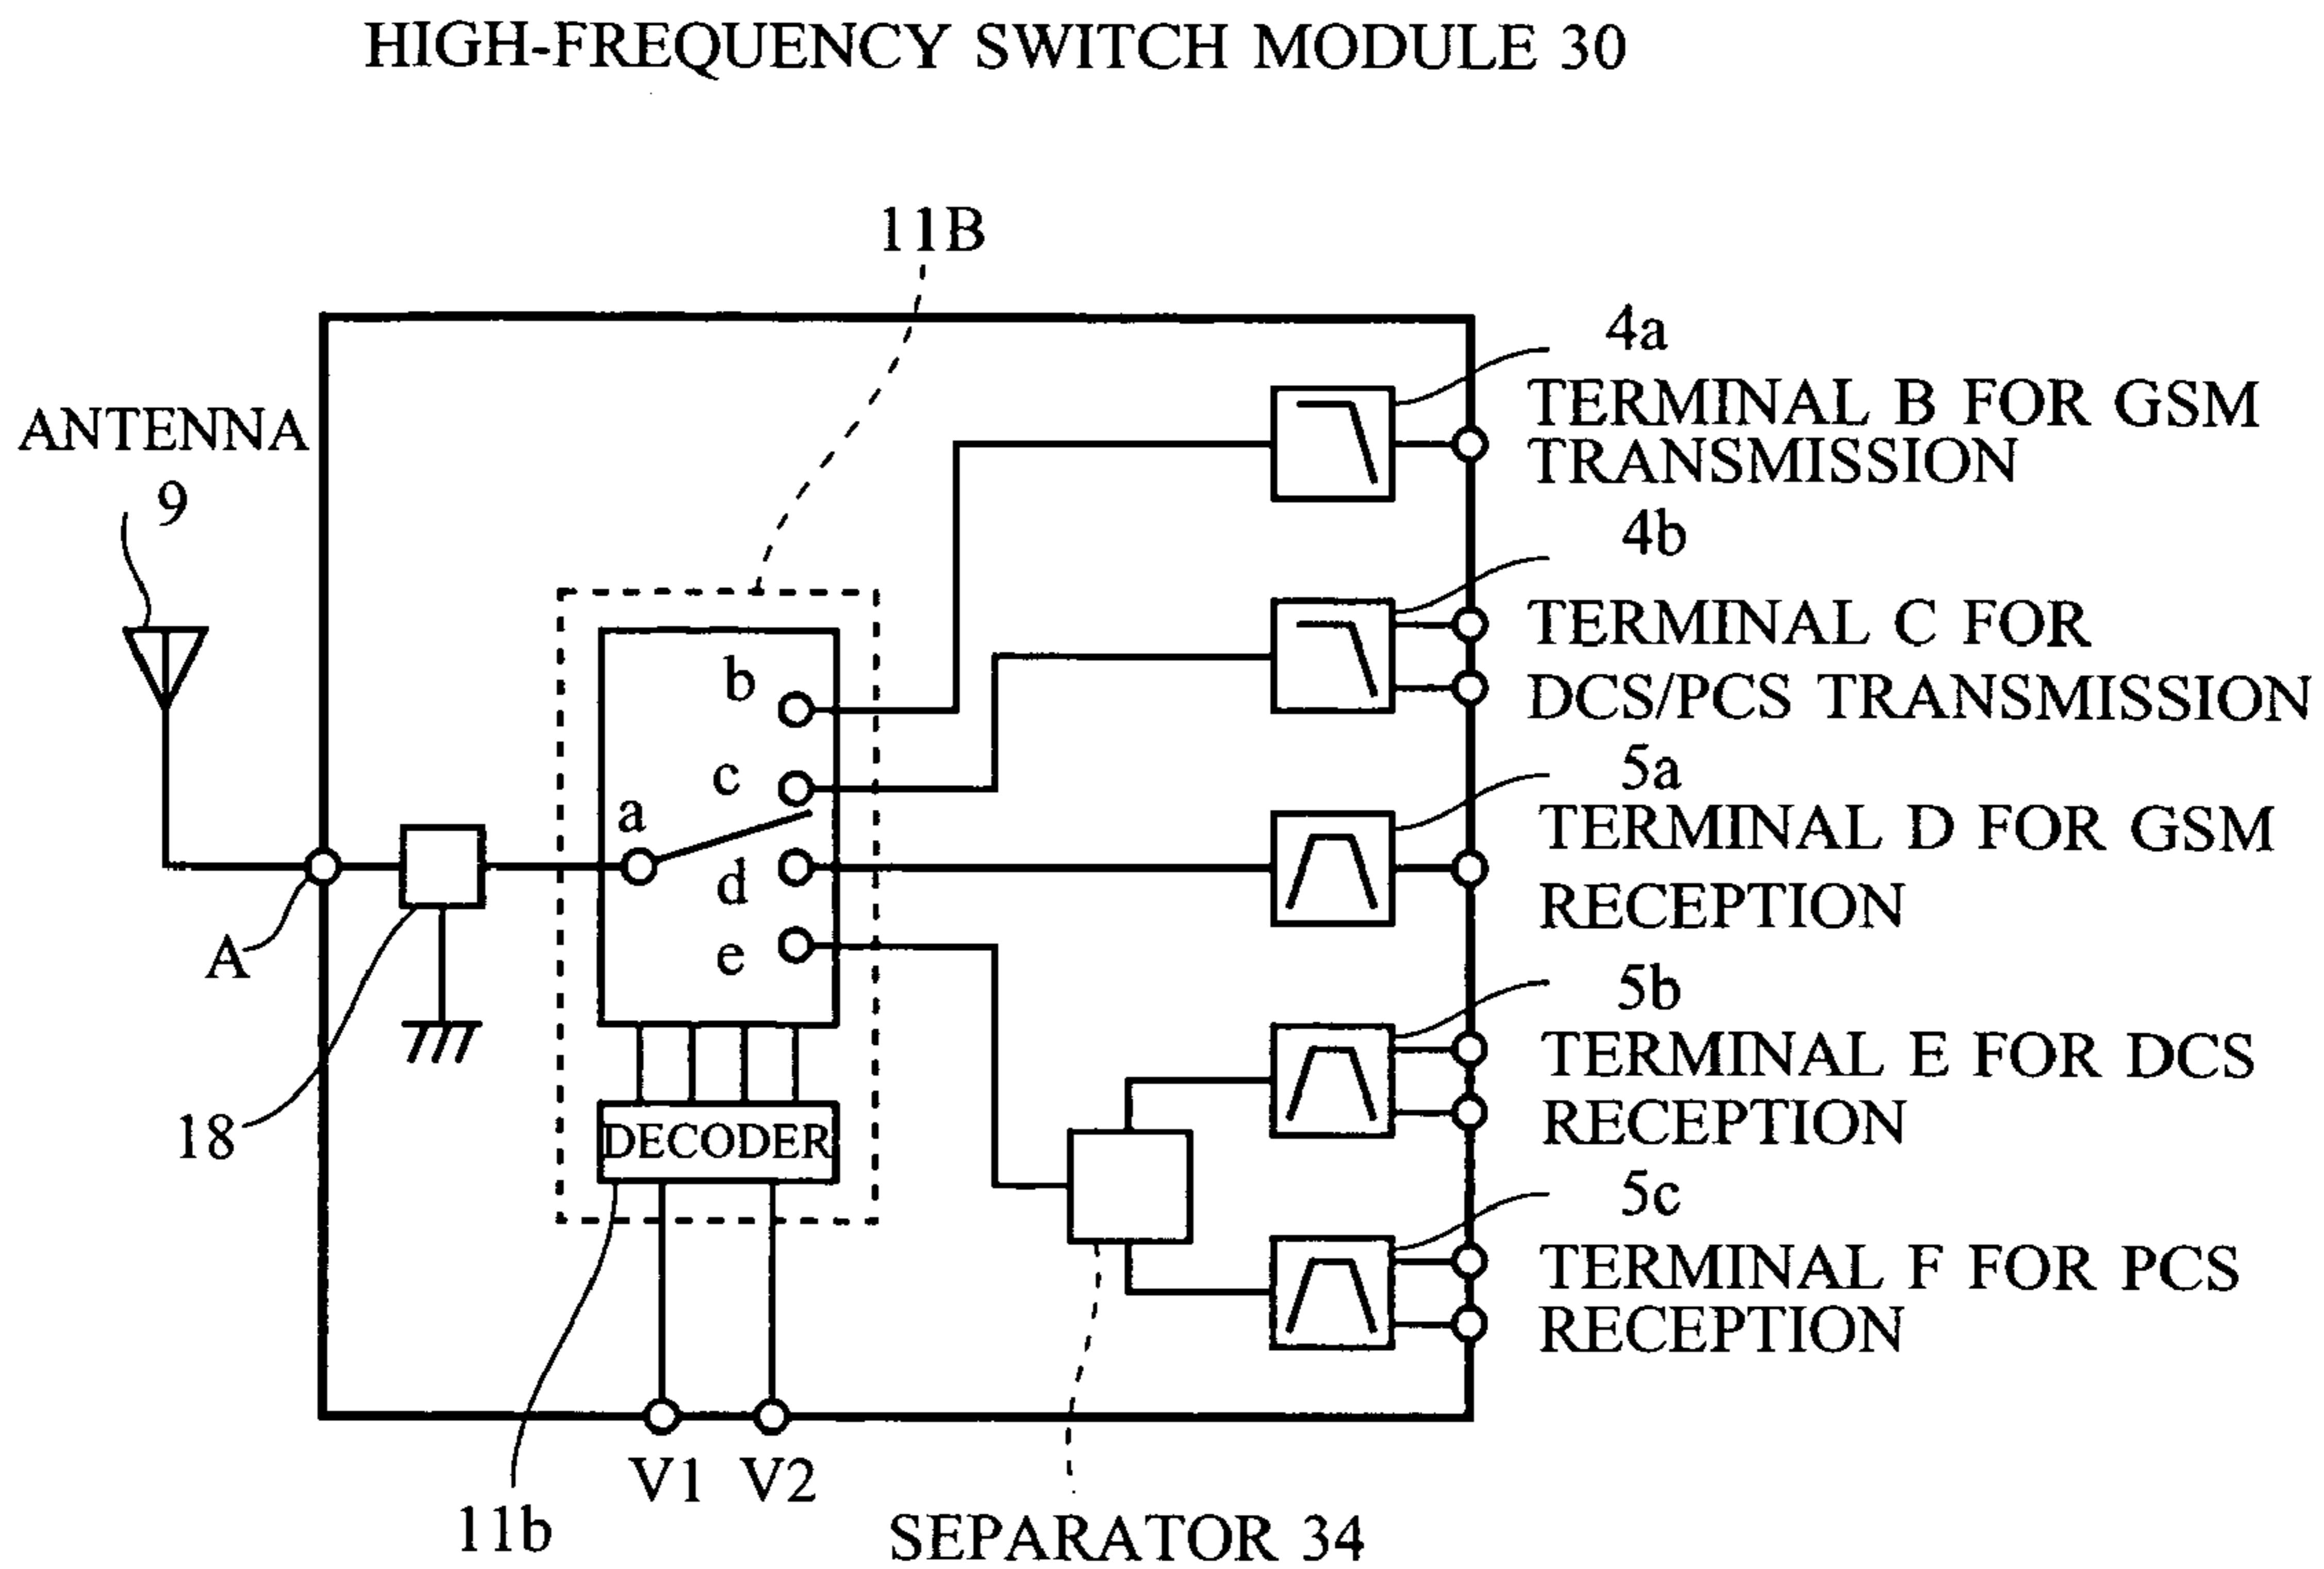 HIGH-FREQUENCY SWITCH MODULE 30
11B
4a
TERMINAL B FOR GSM
TRANSMISSION
ANTENNA
9
4b
TERMINAL C FOR
DCS/PCS TRANSMISSION
b
c
a
d
e
5a
TERMINAL D FOR GSM
RECEPTION
A
18
5b
TERMINAL E FOR DCS
RECEPTION
DECODER
5c
TERMINAL F FOR PCS
RECEPTION
V1 V2
11b
SEPARATOR 34